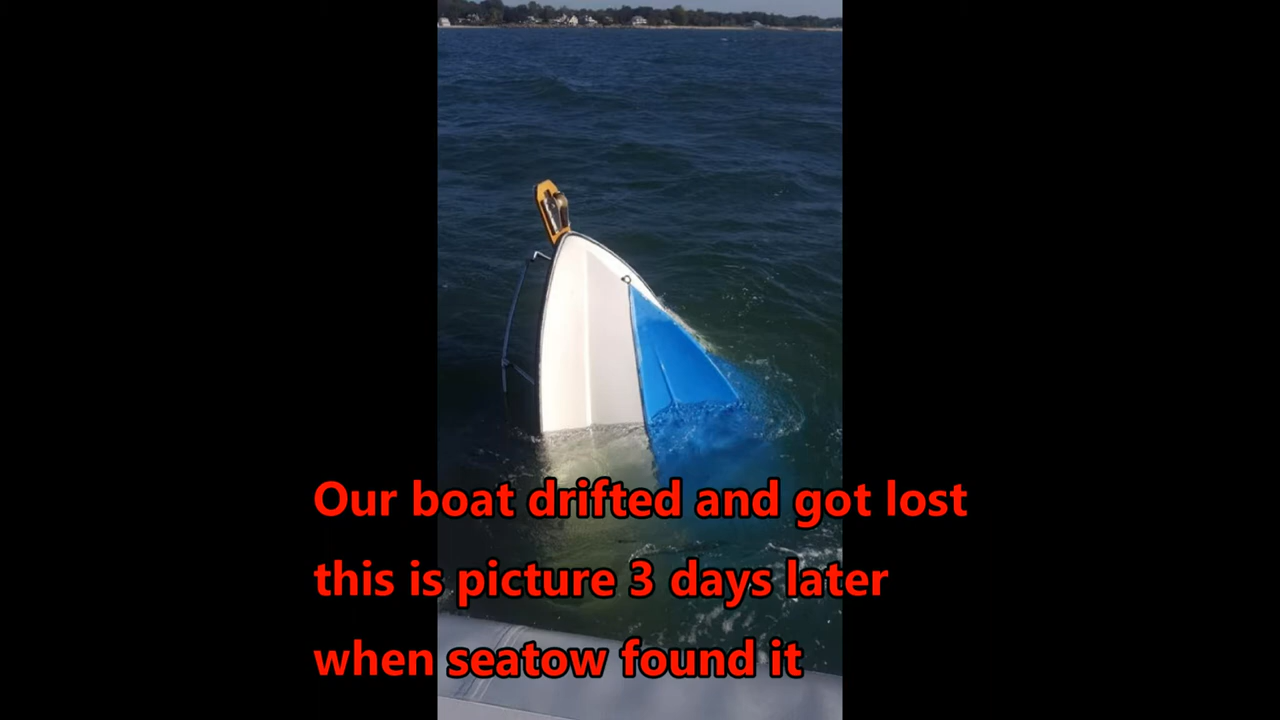 Our boat drifted and got lost
this is picture 3 days later
when seatow found it